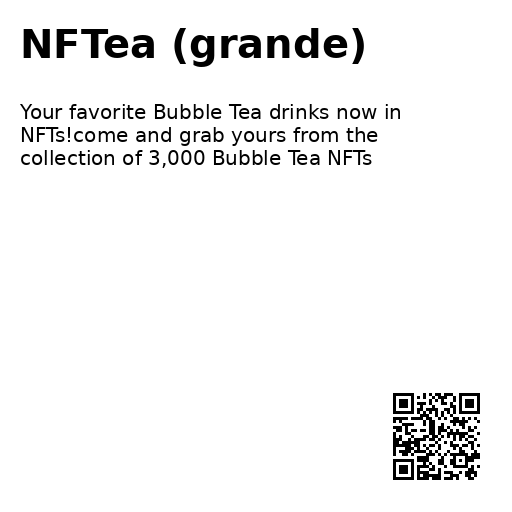 NFTea (grande)
Your favorite Bubble Tea drinks now in
NFTs!come and grab yours from the
collection of 3,000 Bubble Tea NFTs